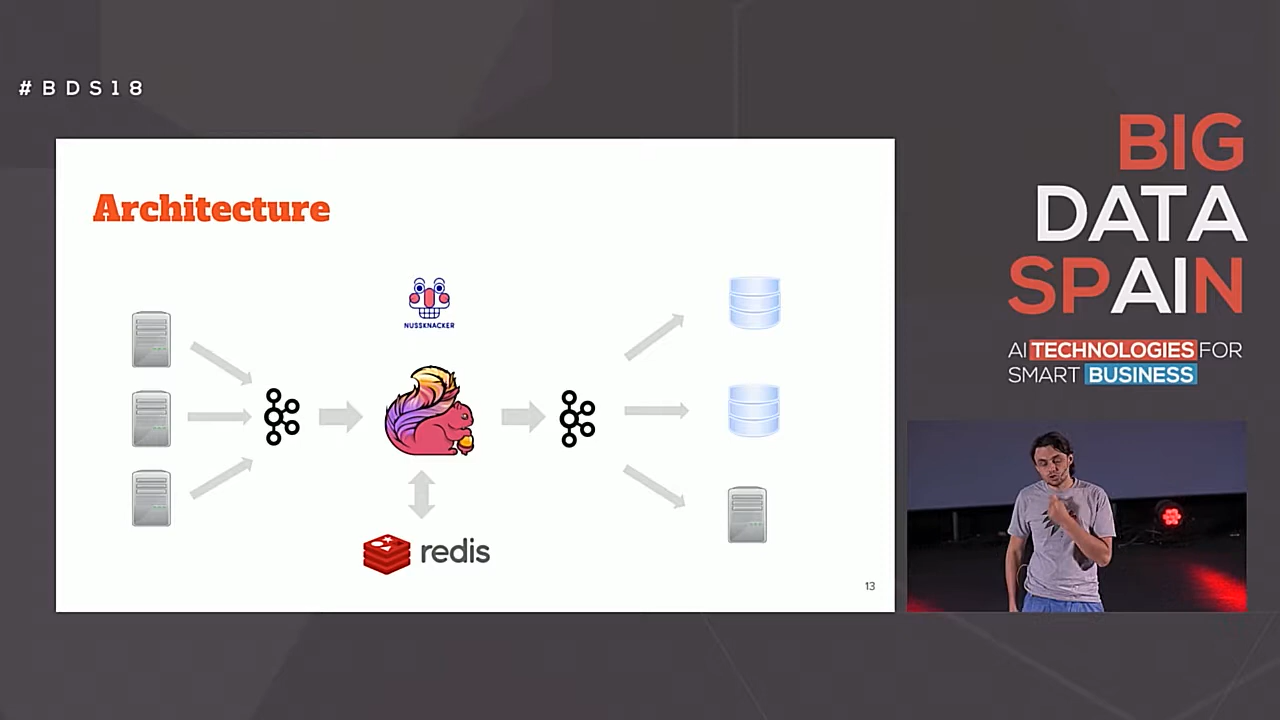 #BDS18
Architecture
NUSSKNACKER
redis
13
BIG
DATA
SPAIN
AI TECHNOLOGIES FOR
SMART BUSINESS